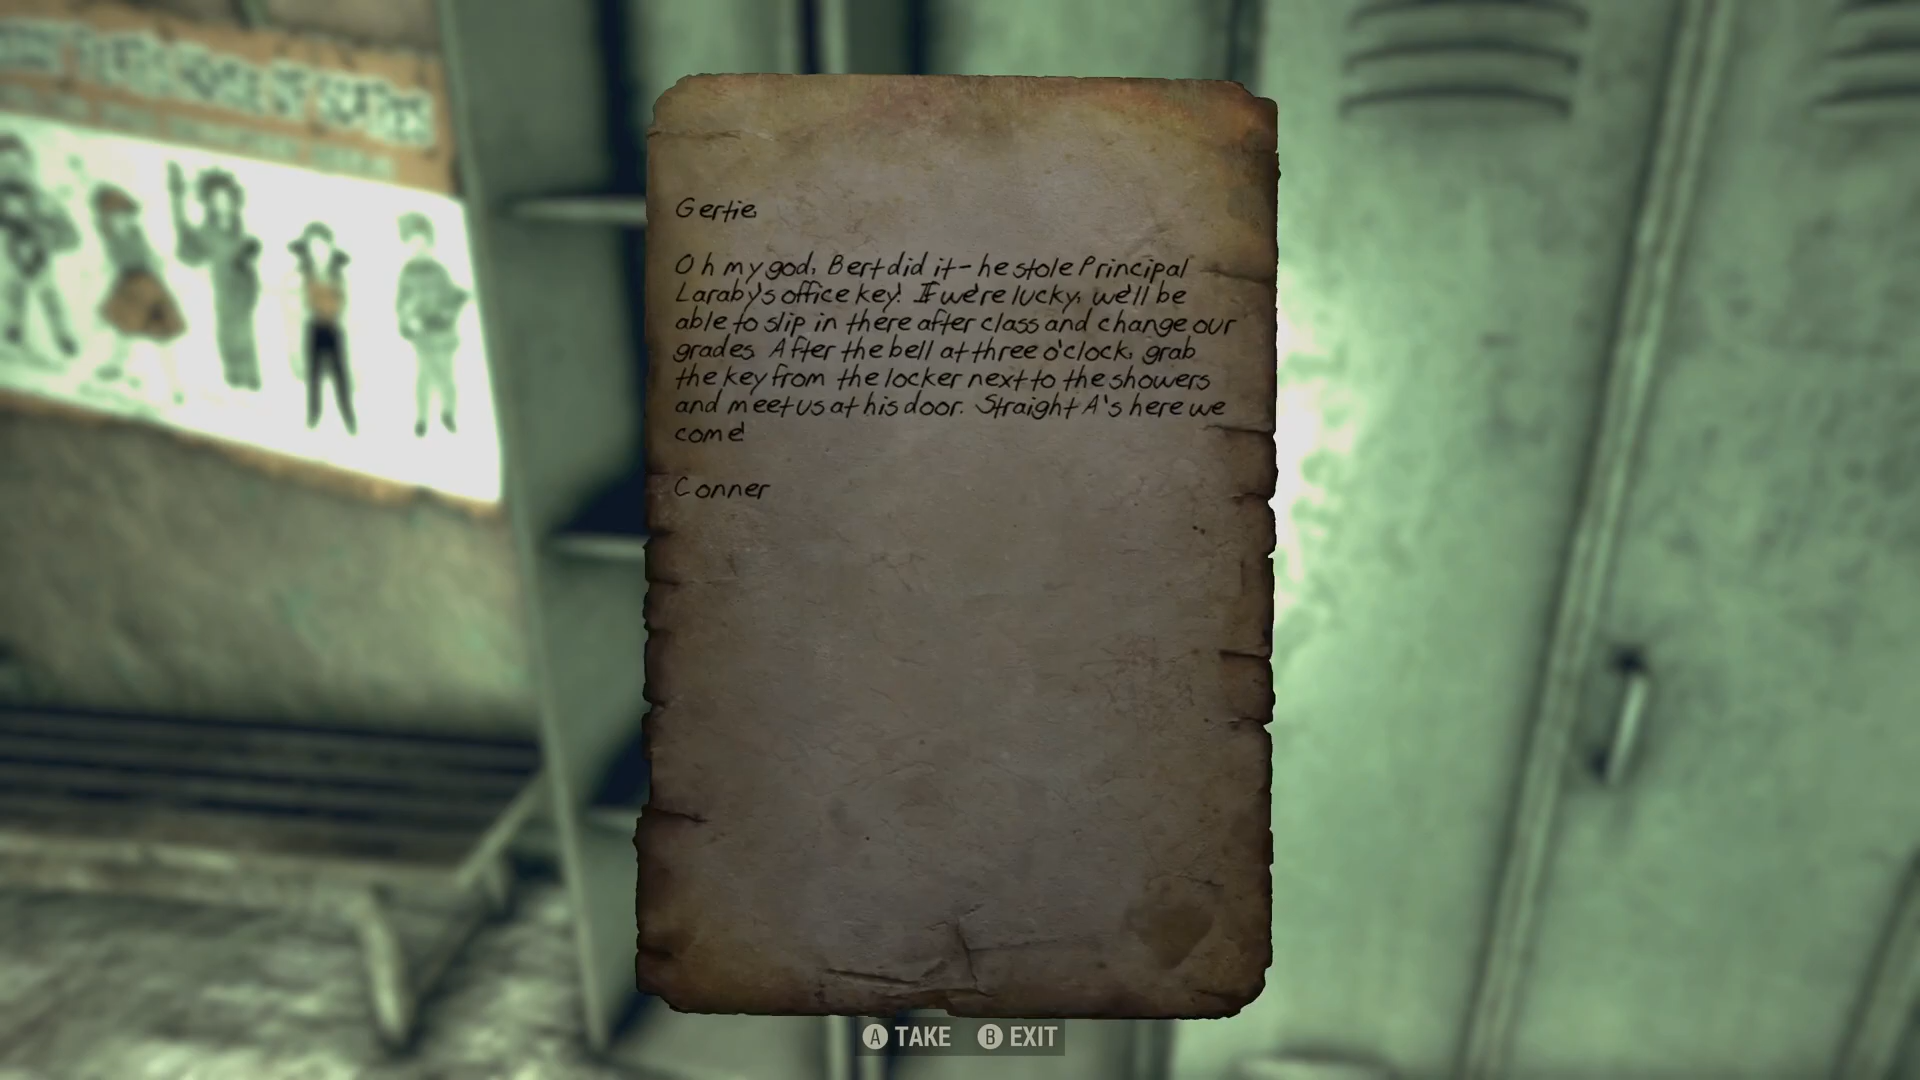 HOUSE OF SCARES
Gertie,
Oh my god, Bert did it - he stole Principal
Laraby's office key! If we're lucky, we'll be
able to slip in there after class and change our
grades. After the bell at three o'clock, grab
the key from the locker next to the showers
and meet us at his door. Straight A's here we
come!
Conner
A TAKE B EXIT